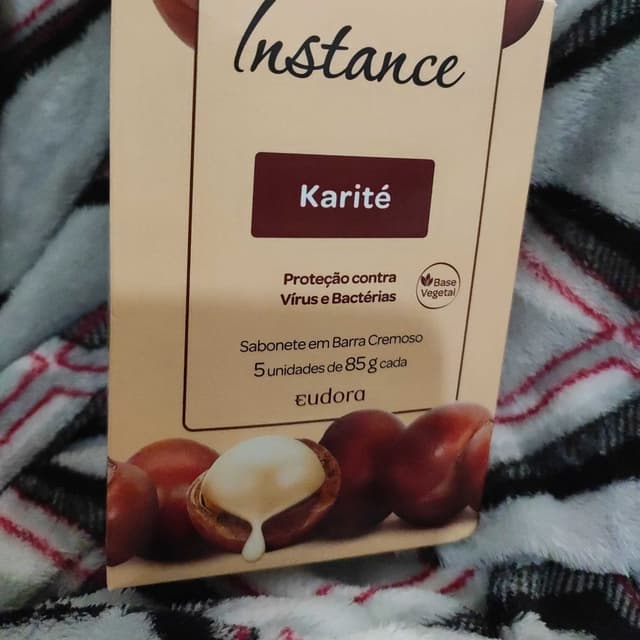 Instance
Karité
Proteção contra
Vírus e Bactérias
Base
Vegetal
Sabonete em Barra Cremoso
5 unidades de 85 g cada
eudora